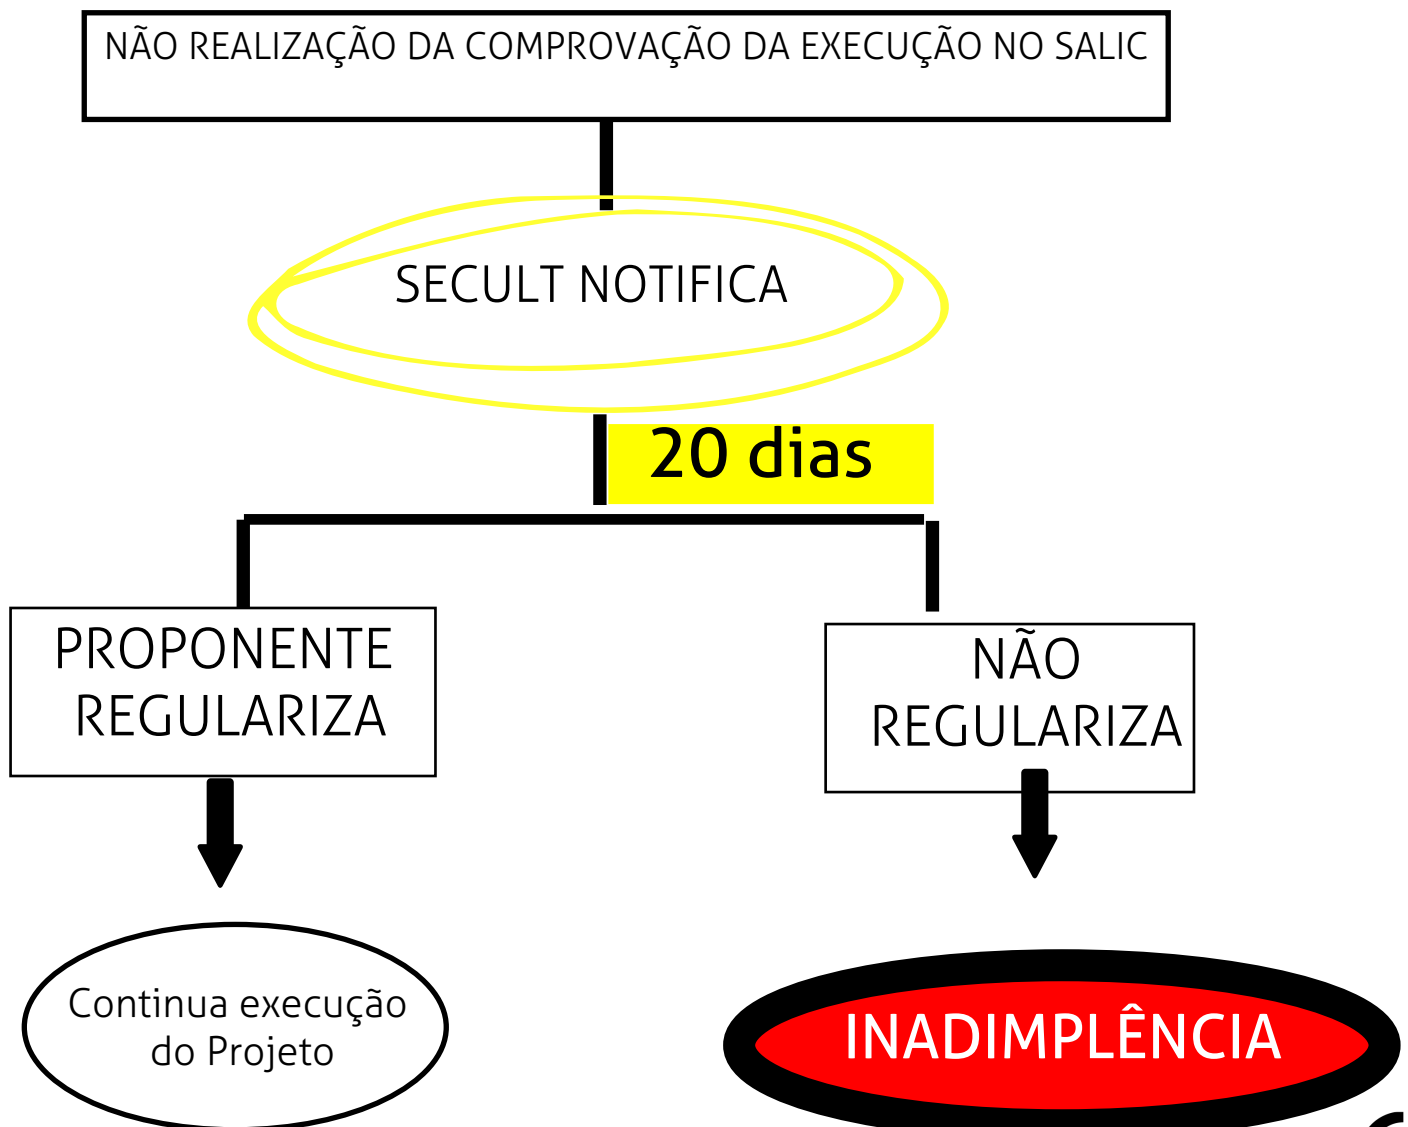 NÃO REALIZAÇÃO DA COMPROVAÇÃO DA EXECUÇÃO NO SALIC
SECULT NOTIFICA
20 dias
PROPONENTE
REGULARIZA
NÃO
REGULARIZA
Continua execução
do Projeto
INADIMPLÊNCIA